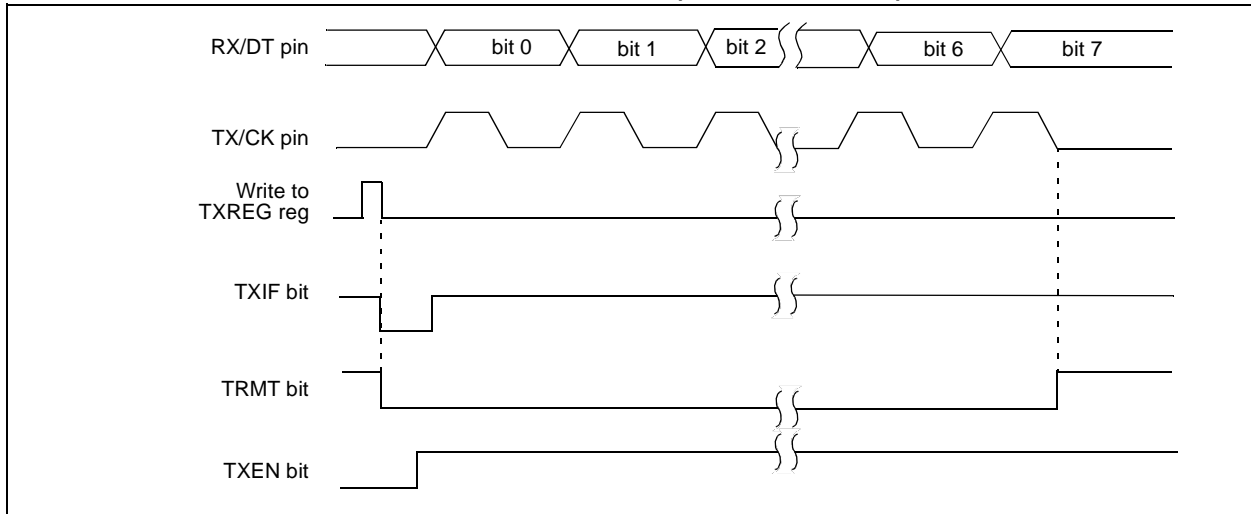 RX/DT pin
bit 0
bit 1
bit 2
bit 6
bit 7
TX/CK pin
Write to
TXREG reg
TXIF bit
TRMT bit
TXEN bit